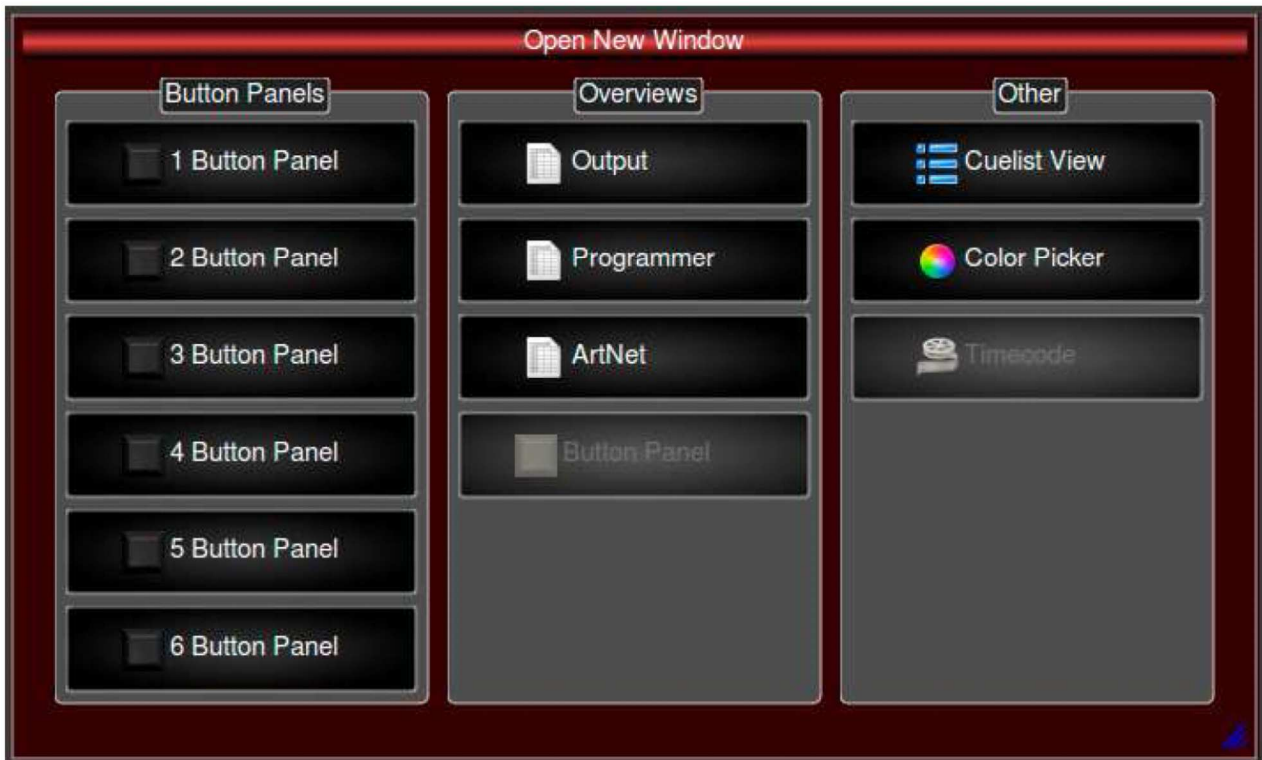 Open New Window
Button Panels
1 Button Panel
2 Button Panel
3 Button Panel
4 Button Panel
5 Button Panel
6 Button Panel
Overviews
Output
Programmer
ArtNet
Button Panel
Other
Cuelist View
Color Picker
Timecode